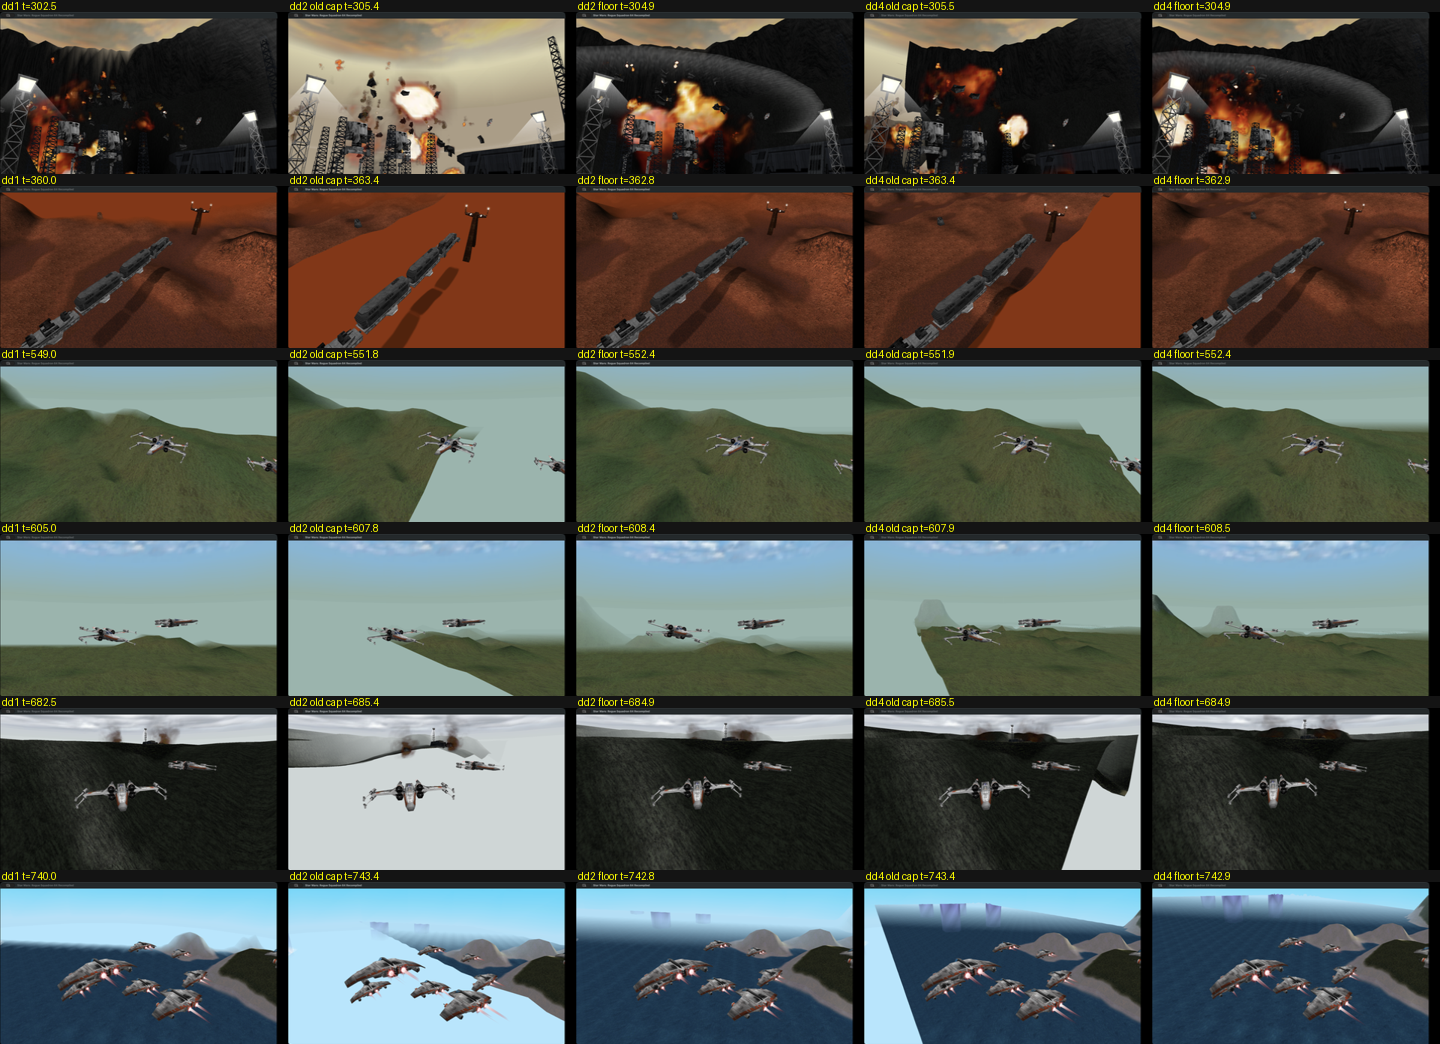 dd1 t=302.5 dd2 old cap t=305.4 dd2 floor t=304.9 dd4 old cap t=305.5 dd4 floor t=304.9
dd1 t=360.0 dd2 old cap t=363.4 dd2 floor t=362.8 dd4 old cap t=363.4 dd4 floor t=362.9
dd1 t=549.0 dd2 old cap t=551.8 dd2 floor t=552.4 dd4 old cap t=551.9 dd4 floor t=552.4
dd1 t=605.0 dd2 old cap t=607.8 dd2 floor t=608.4 dd4 old cap t=607.9 dd4 floor t=608.5
dd1 t=682.5 dd2 old cap t=685.4 dd2 floor t=684.9 dd4 old cap t=685.5 dd4 floor t=684.9
dd1 t=740.0 dd2 old cap t=743.4 dd2 floor t=742.8 dd4 old cap t=743.4 dd4 floor t=742.9